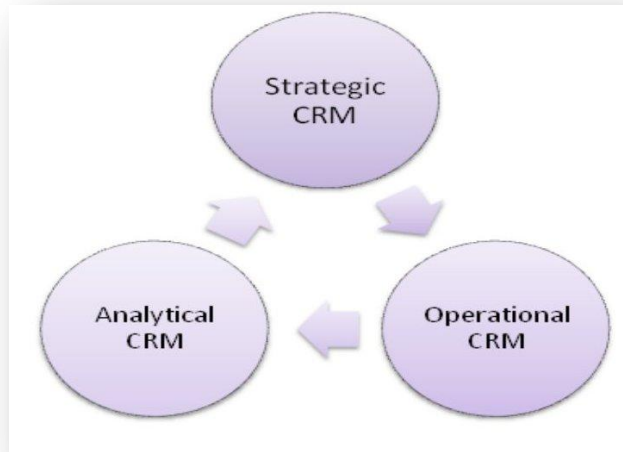 Strategic
CRM
Analytical
CRM
Operational
CRM